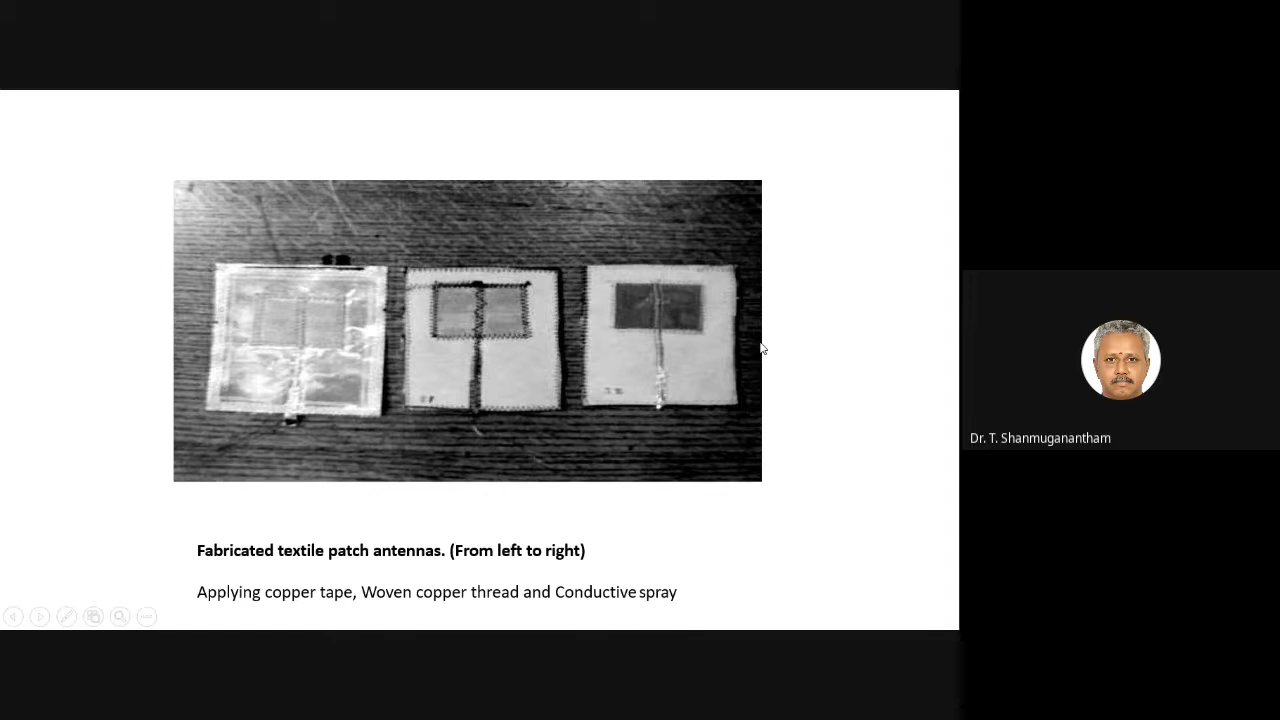 Fabricated textile patch antennas. (From left to right)
Applying copper tape, Woven copper thread and Conductive spray
Dr. T. Shanmuganantham